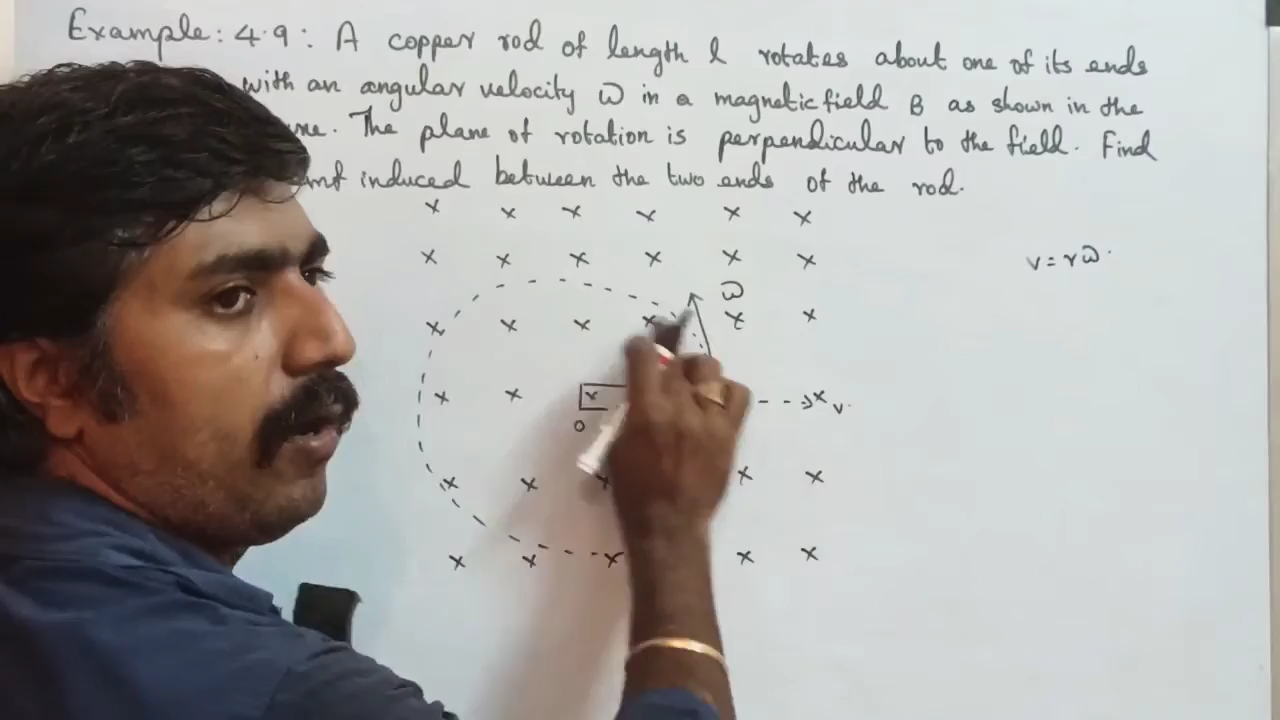 Example: 4.9: A copper rod of length l rotates about one of its ends
with an angular velocity ω in a magnetic field B as shown in the
The plane of rotation is perpendicular to the field. Find
induced between the two ends of the rod.
x x x x x x
x x x x x x
v = rω.
ω
x x x x x x
x x x x
v.
o
x x x x x
x x x x x